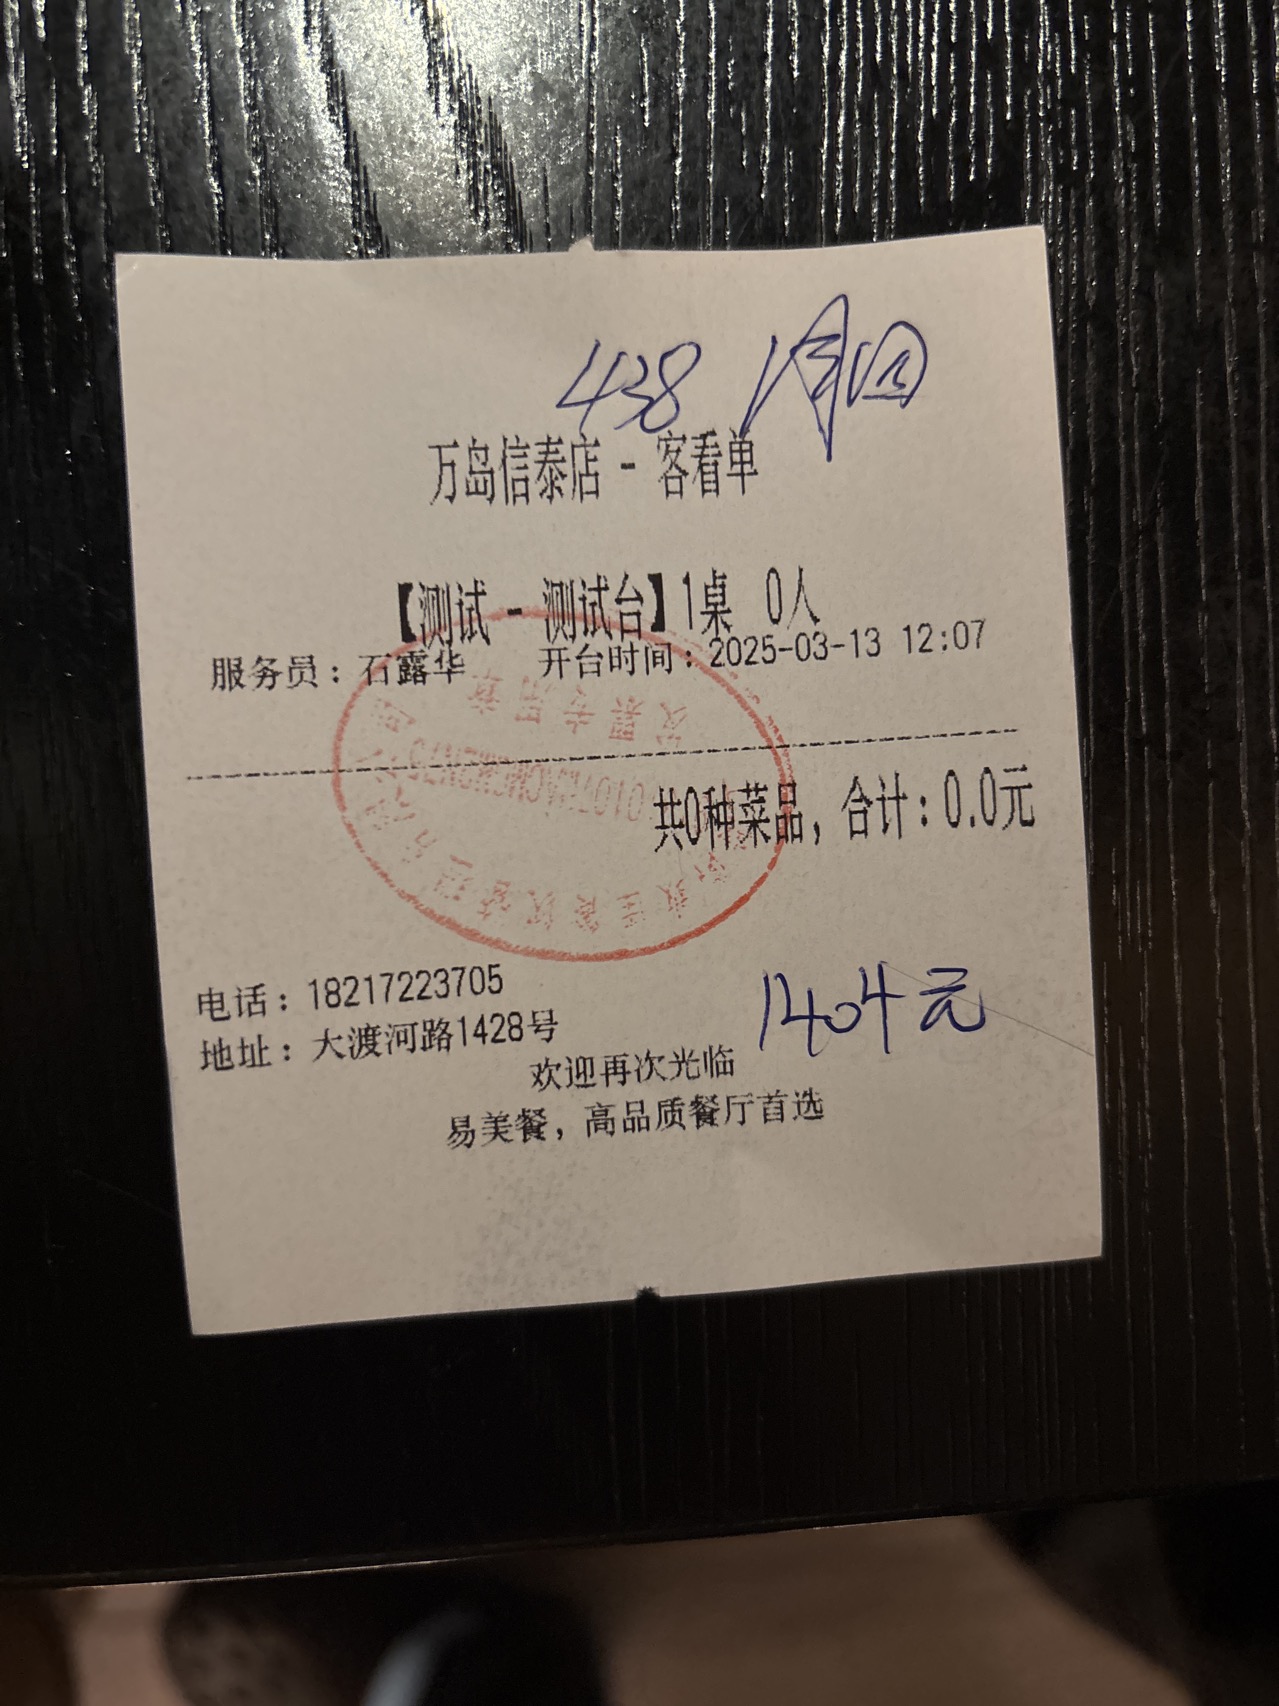 438
万岛信泰店 - 客看单
【测试 - 测试台】1桌 0人
服务员：石露华 开台时间：2025-03-13 12:07
共0种菜品，合计：0.0元
1404元
电话：18217223705
地址：大渡河路1428号
欢迎再次光临
易美餐，高品质餐厅首选